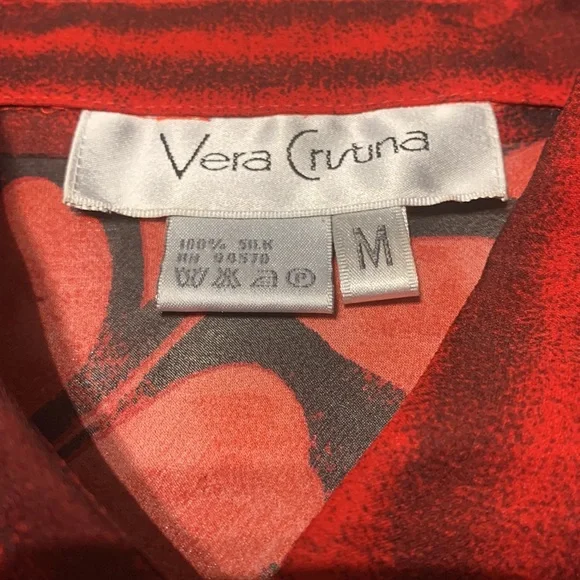 Vera Cristina
100% SILK
RN 94570
M
P